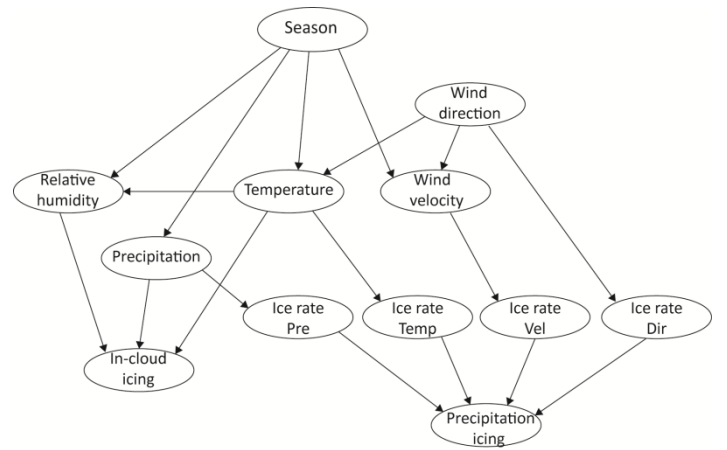 Season
Wind
direction
Relative
humidity
Temperature
Wind
velocity
Precipitation
Ice rate
Pre
Ice rate
Temp
Ice rate
Vel
Ice rate
Dir
In-cloud
icing
Precipitation
icing